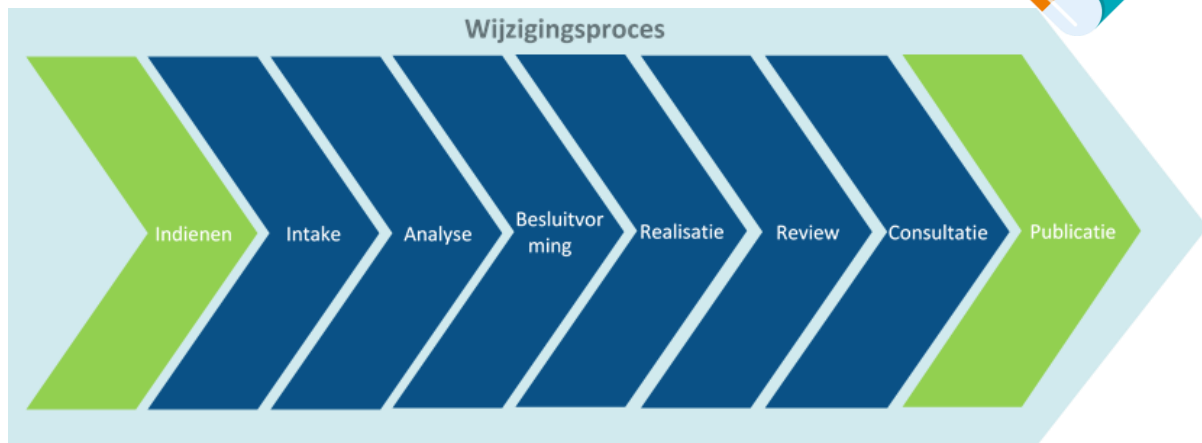 Wijzigingsproces
Indienen
Intake
Analyse
Besluitvor
ming
Realisatie
Review
Consultatie
Publicatie